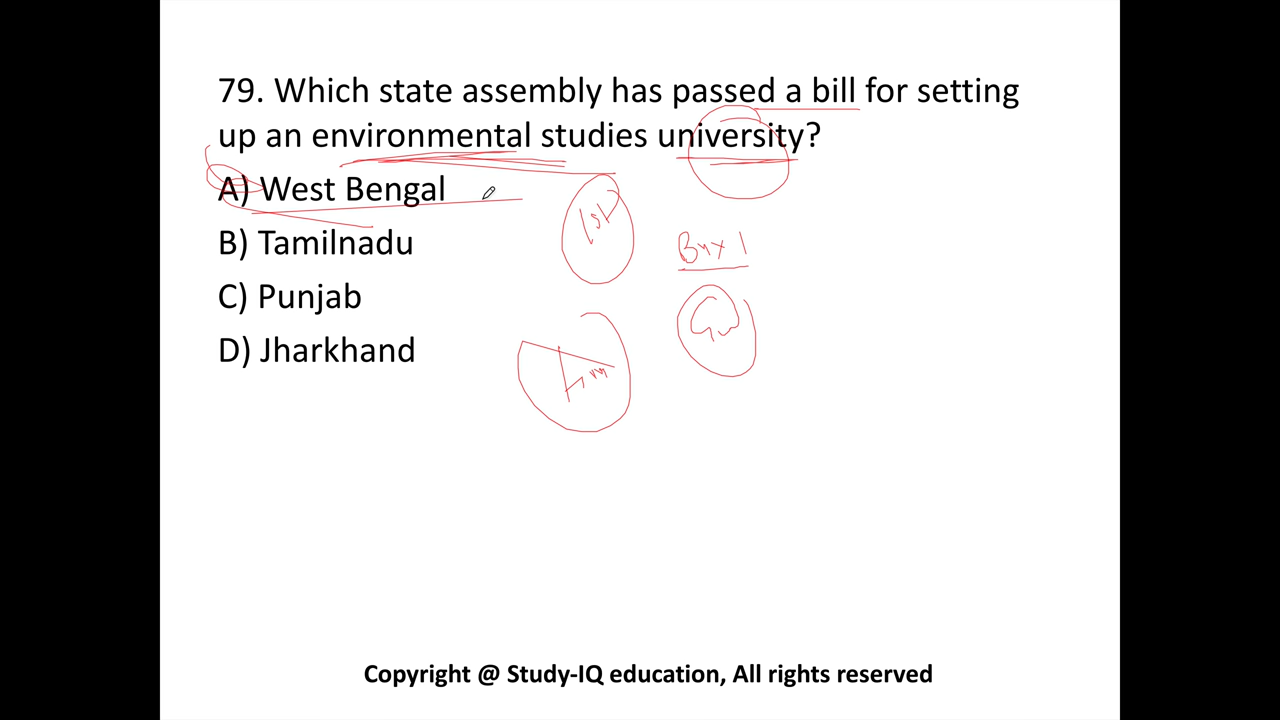 79. Which state assembly has passed a bill for setting
up an environmental studies university?
A) West Bengal
B) Tamilnadu
C) Punjab
D) Jharkhand
1st
Copyright @ Study-IQ education, All rights reserved